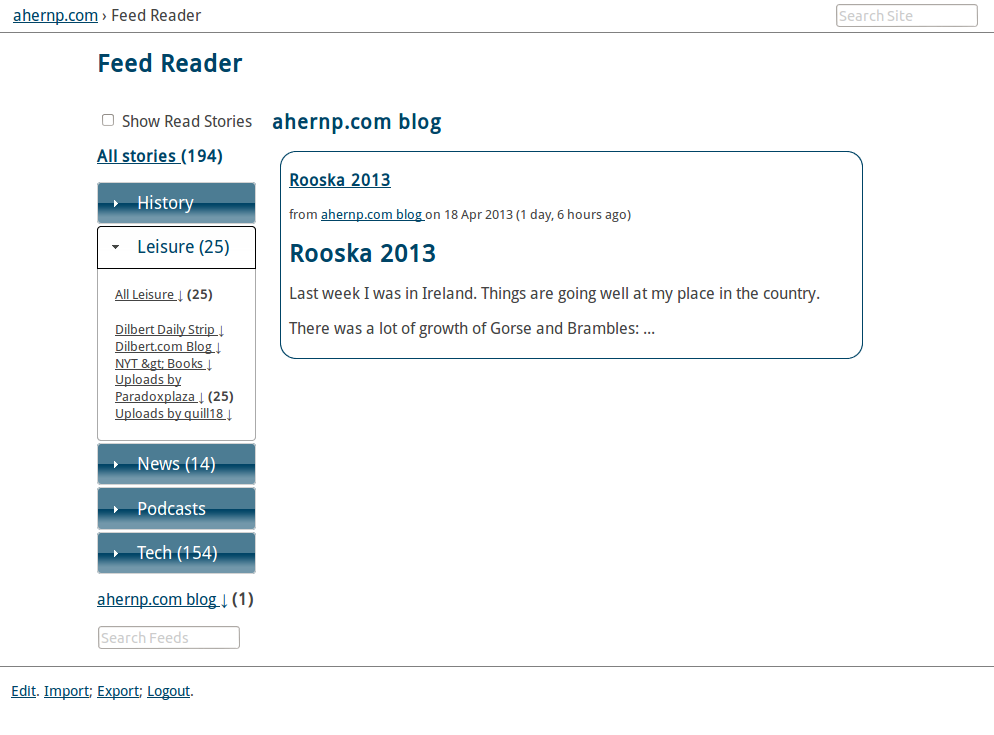 ahernp.com › Feed Reader
Search Site
Feed Reader
Show Read Stories
All stories (194)
History
Leisure (25)
All Leisure ↓ (25)
Dilbert Daily Strip ↓
Dilbert.com Blog ↓
NYT &gt; Books ↓
Uploads by
Paradoxplaza ↓ (25)
Uploads by quill18 ↓
News (14)
Podcasts
Tech (154)
ahernp.com blog ↓ (1)
Search Feeds
ahernp.com blog
Rooska 2013
from ahernp.com blog on 18 Apr 2013 (1 day, 6 hours ago)
Rooska 2013
Last week I was in Ireland. Things are going well at my place in the country.
There was a lot of growth of Gorse and Brambles: ...
Edit. Import; Export; Logout.